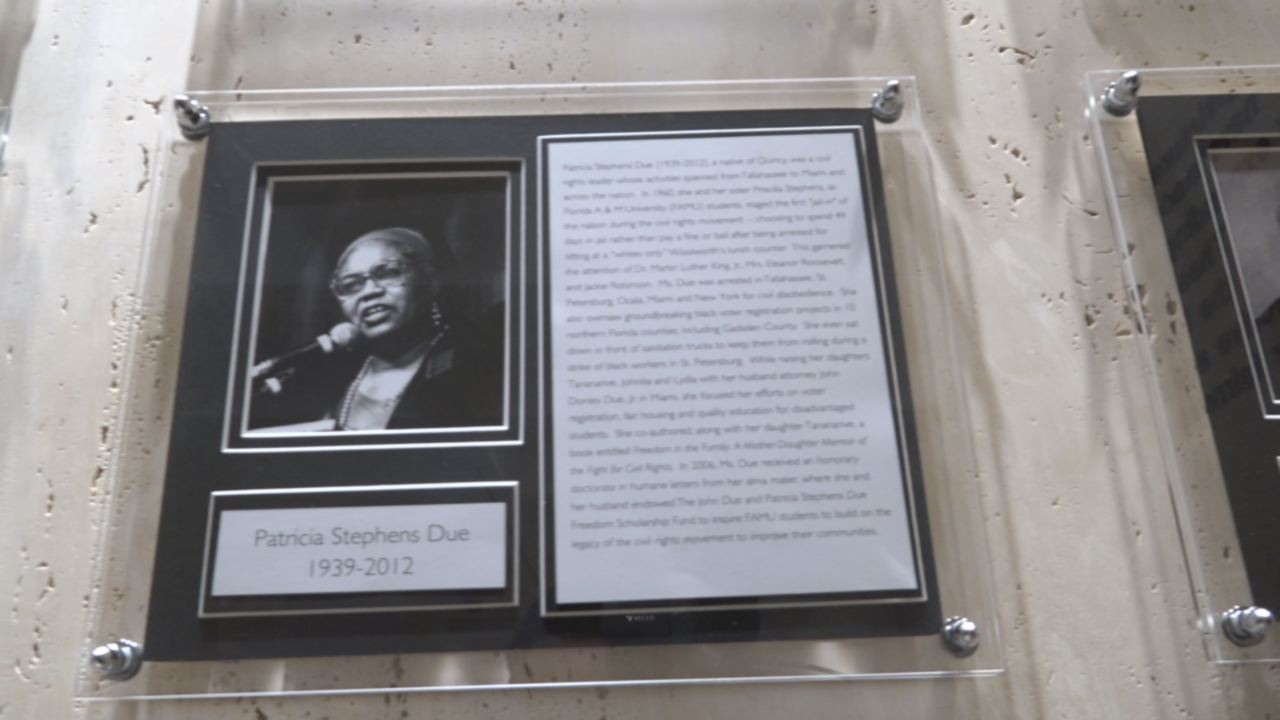 Patricia Stephens Due
1939-2012
Patricia Stephens Due (1939-2012), a native of Quincy, was a civil
rights leader whose activities spanned from Tallahassee to Miami and
across the nation. In 1960, she and her sister Priscilla Stephens, as
Florida A & M University (FAMU) students, staged the first "jail-in" of
the nation during the civil rights movement -- choosing to spend 49
days in jail rather than pay a fine or bail after being arrested for
sitting at a "whites only" Woolworth's lunch counter. This garnered
the attention of Dr. Martin Luther King, Jr., Mrs. Eleanor Roosevelt,
and Jackie Robinson. Ms. Due was arrested in Tallahassee, St.
Petersburg, Ocala, Miami and New York for civil disobedience. She
also oversaw groundbreaking black voter registration projects in 10
northern Florida counties, including Gadsden County. She even sat
down in front of sanitation trucks to keep them from rolling during a
strike of black workers in St. Petersburg. While raising her daughters
Tananarive, Johnita and Lydia with her husband attorney John
Dorsey Due, Jr. in Miami, she focused her efforts on voter
registration, fair housing and quality education for disadvantaged
students. She co-authored, along with her daughter Tananarive, a
book entitled Freedom in the Family: A Mother-Daughter Memoir of
the Fight for Civil Rights. In 2006, Ms. Due received an honorary
doctorate in humane letters from her alma mater, where she and
her husband endowed The John Due and Patricia Stephens Due
Freedom Scholarship Fund to inspire FAMU students to build on the
legacy of the civil rights movement to improve their communities.